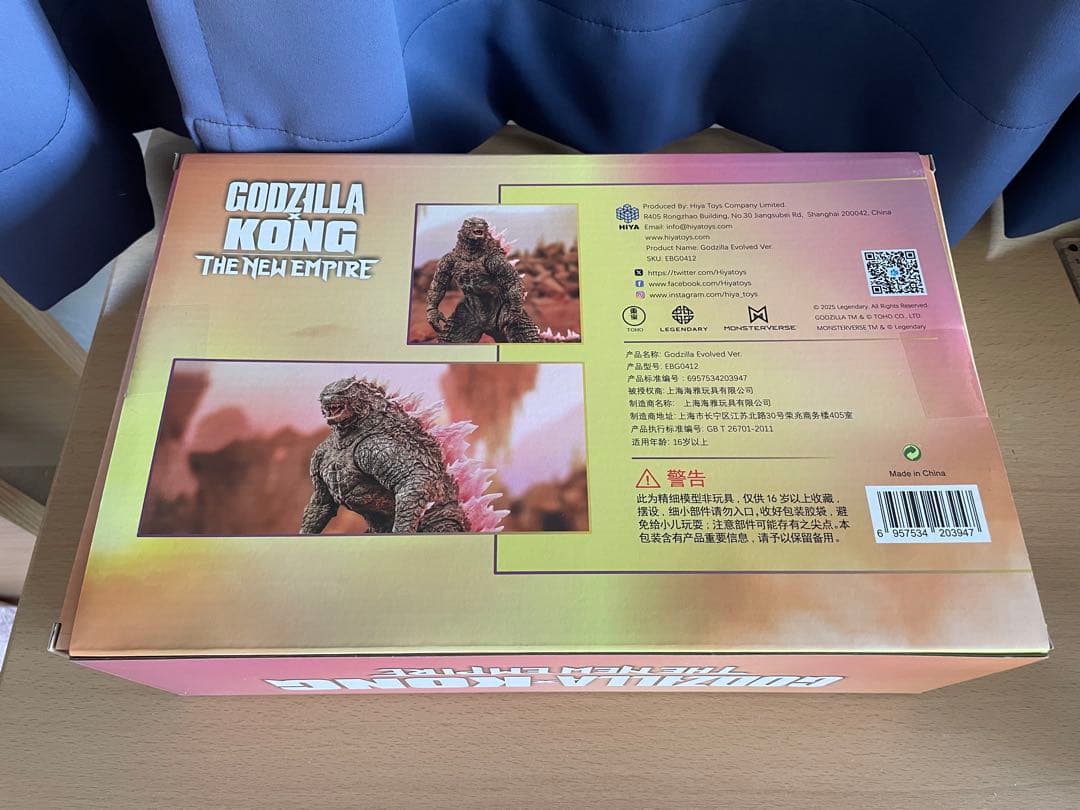 GODZILLA
x
KONG
THE NEW EMPIRE
HIYA
Produced By: Hiya Toys Company Limited.
R405 Rongzhao Building, No.30 Jiangsubei Rd, Shanghai 200042, China
Email: info@hiyatoys.com
www.hiyatoys.com
Product Name: Godzilla Evolved Ver.
SKU: EBG0412
https://twitter.com/Hiyatoys
www.facebook.com/Hiyatoys
www.instagram.com/hiya_toys
TOHO
LEGENDARY
MONSTERVERSE
© 2025 Legendary. All Rights Reserved.
GODZILLA TM & © TOHO CO., LTD.
MONSTERVERSE TM & © Legendary
产品名称: Godzilla Evolved Ver.
产品型号: EBG0412
产品标准编号 : 6957534203947
被授权商: 上海海雅玩具有限公司
制造商名称: 上海海雅玩具有限公司
制造商地址: 上海市长宁区江苏北路30号荣兆商务楼405室
产品执行标准编号: GB T 26701-2011
适用年龄: 16岁以上
警告
此为精细模型非玩具，仅供 16 岁以上收藏，
摆设，细小部件请勿入口，收好包装胶袋，避
免给小儿玩耍；注意部件可能存有之尖点。本
包装含有产品重要信息，请予以保留备用。
Made in China
6 957534 203947
THE NEW EMPIRE
GODZILLA x KONG